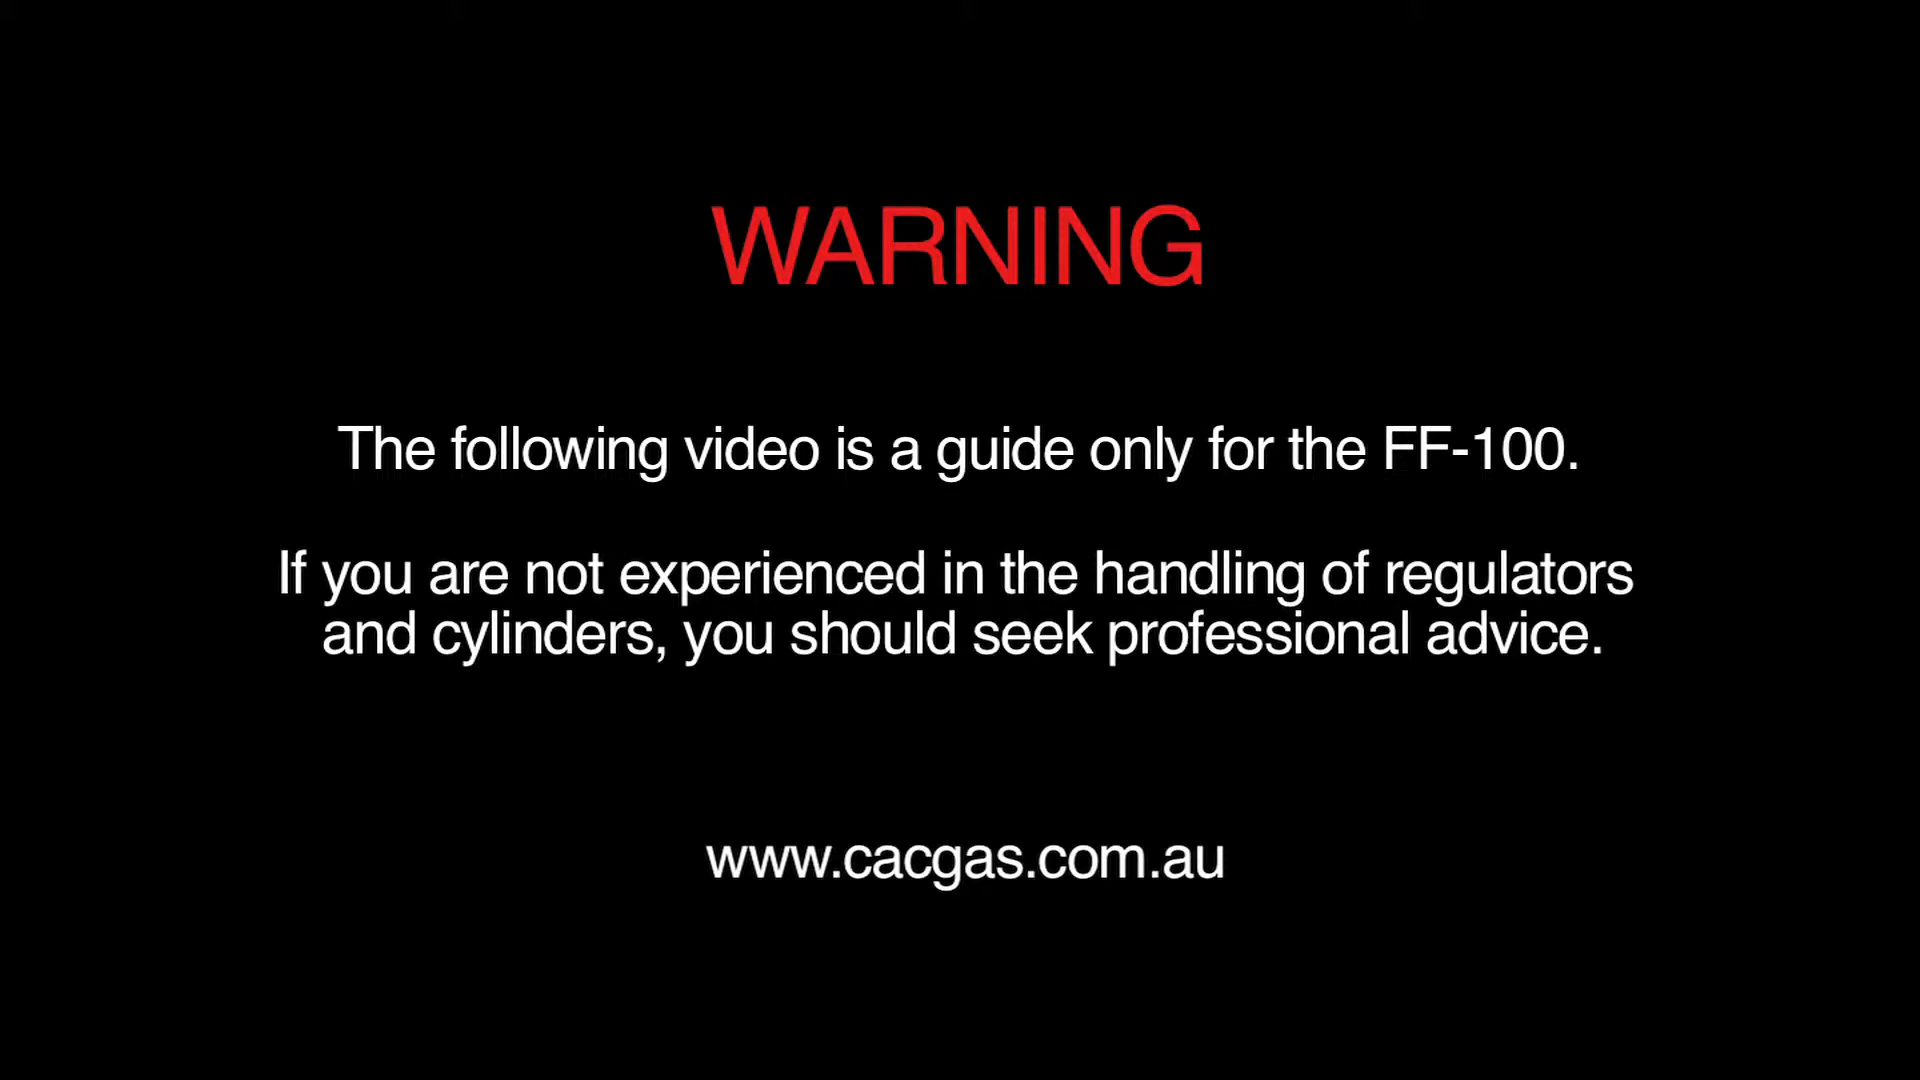 WARNING
The following video is a guide only for the FF-100.
If you are not experienced in the handling of regulators
and cylinders, you should seek professional advice.
www.cacgas.com.au